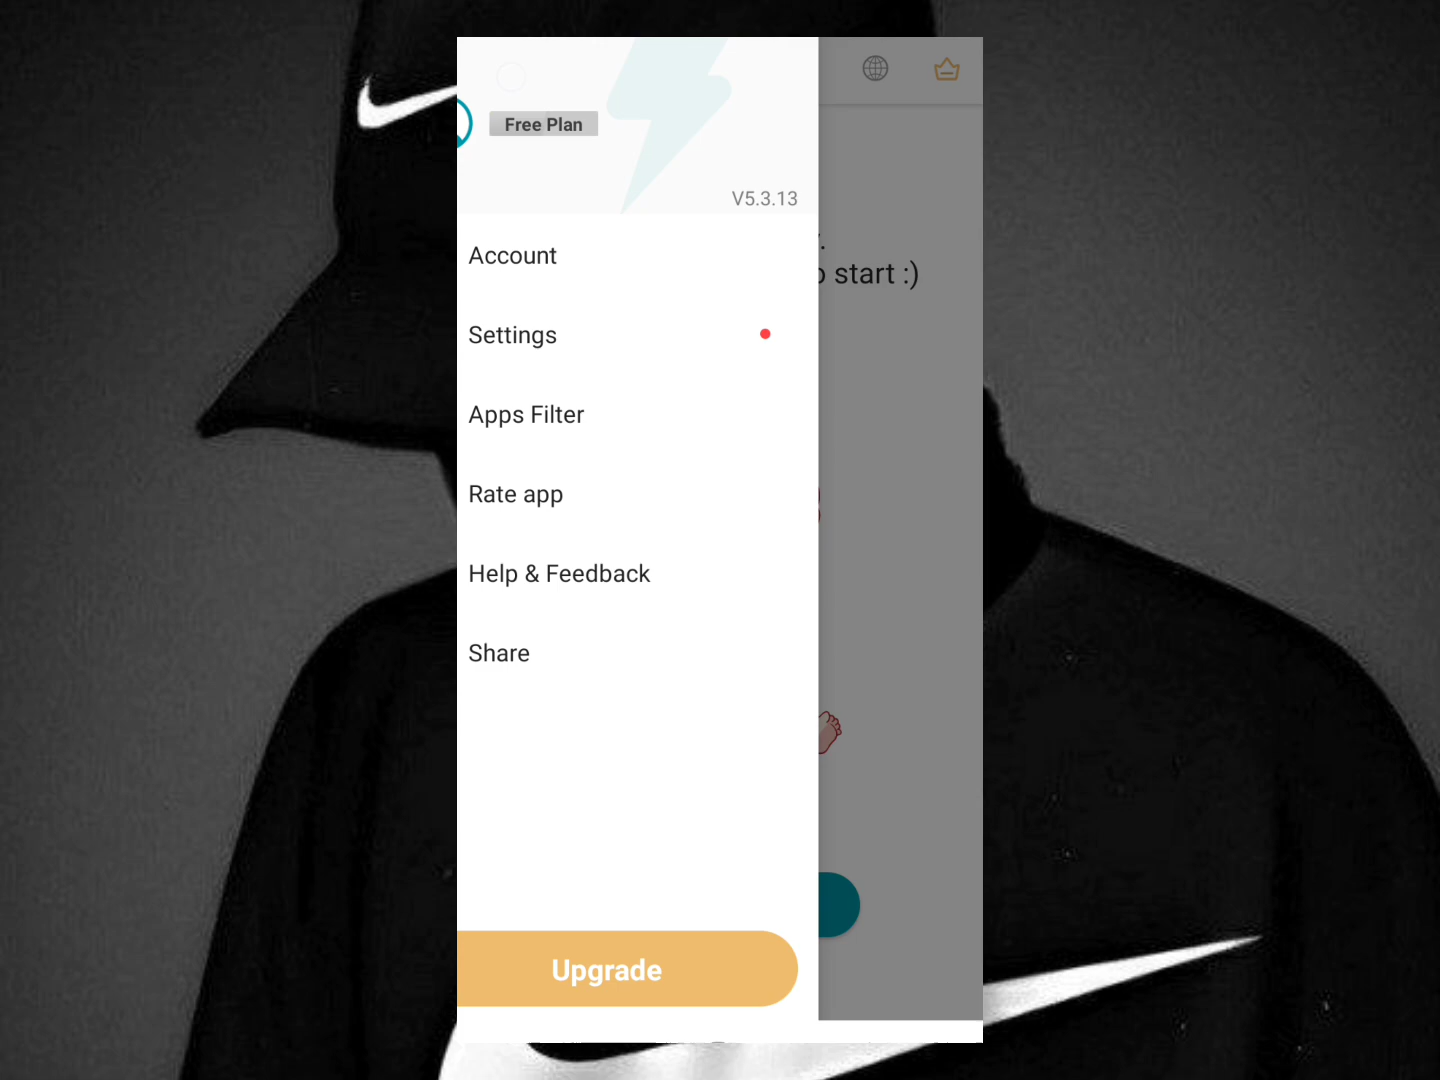 Free Plan
V5.3.13
Account
start :)
Settings
Apps Filter
Rate app
Help & Feedback
Share
Upgrade